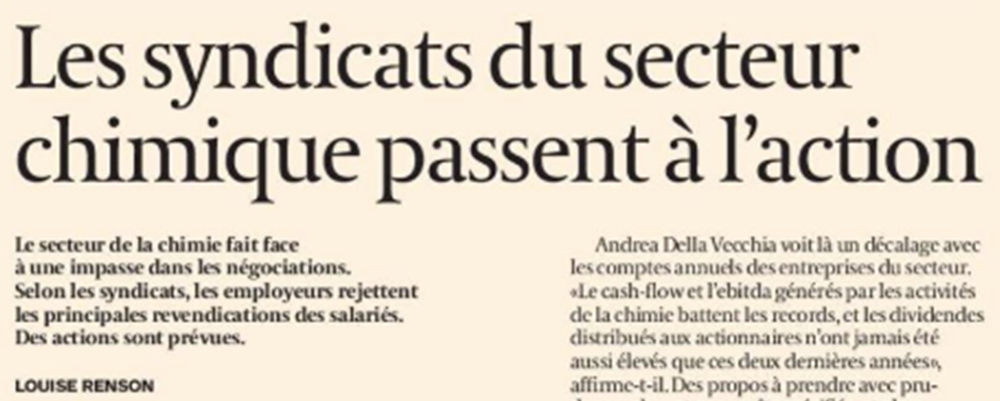 Les syndicats du secteur
chimique passent à l'action
Le secteur de la chimie fait face
à une impasse dans les négociations.
Selon les syndicats, les employeurs rejettent
les principales revendications des salariés.
Des actions sont prévues.
LOUISE RENSON
Andrea Della Vecchia voit là un décalage avec
les comptes annuels des entreprises du secteur.
«Le cash-flow et l'ebitda générés par les activités
de la chimie battent les records, et les dividendes
distribués aux actionnaires n'ont jamais été
aussi élevés que ces deux dernières années»,
affirme-t-il. Des propos à prendre avec pru-